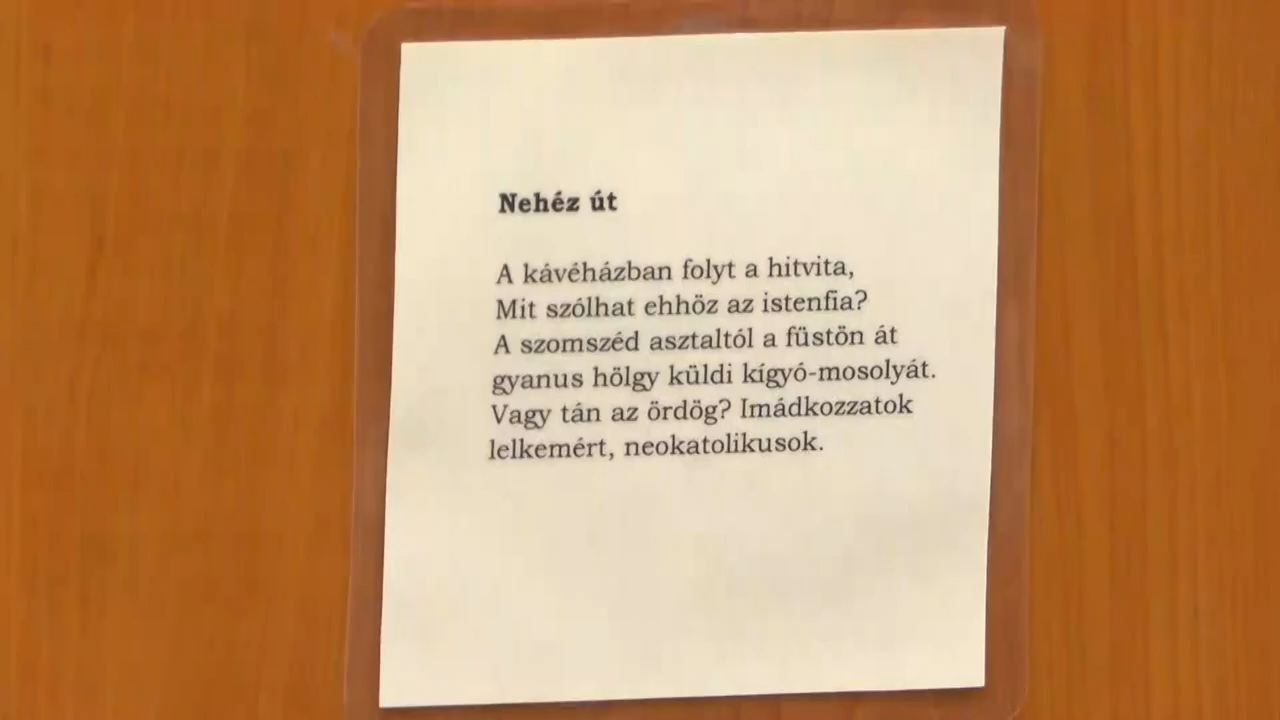 Nehéz út
A kávéházban folyt a hitvita,
Mit szólhat ehhöz az istenfia?
A szomszéd asztaltól a füstön át
gyanus hölgy küldi kígyó-mosolyát.
Vagy tán az ördög? Imádkozzatok
lelkemért, neokatolikusok.